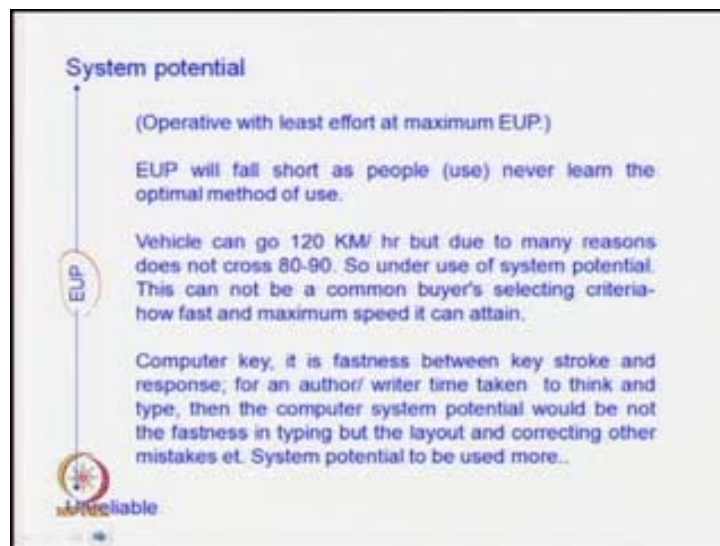 System potential
(Operative with least effort at maximum EUP.)
EUP will fall short as people (use) never learn the
optimal method of use.
Vehicle can go 120 KM/ hr but due to many reasons
does not cross 80-90. So under use of system potential.
This can not be a common buyer's selecting criteria-
how fast and maximum speed it can attain.
EUP
Computer key, it is fastness between key stroke and
response; for an author/ writer time taken to think and
type, then the computer system potential would be not
the fastness in typing but the layout and correcting other
mistakes et. System potential to be used more..
Unreliable